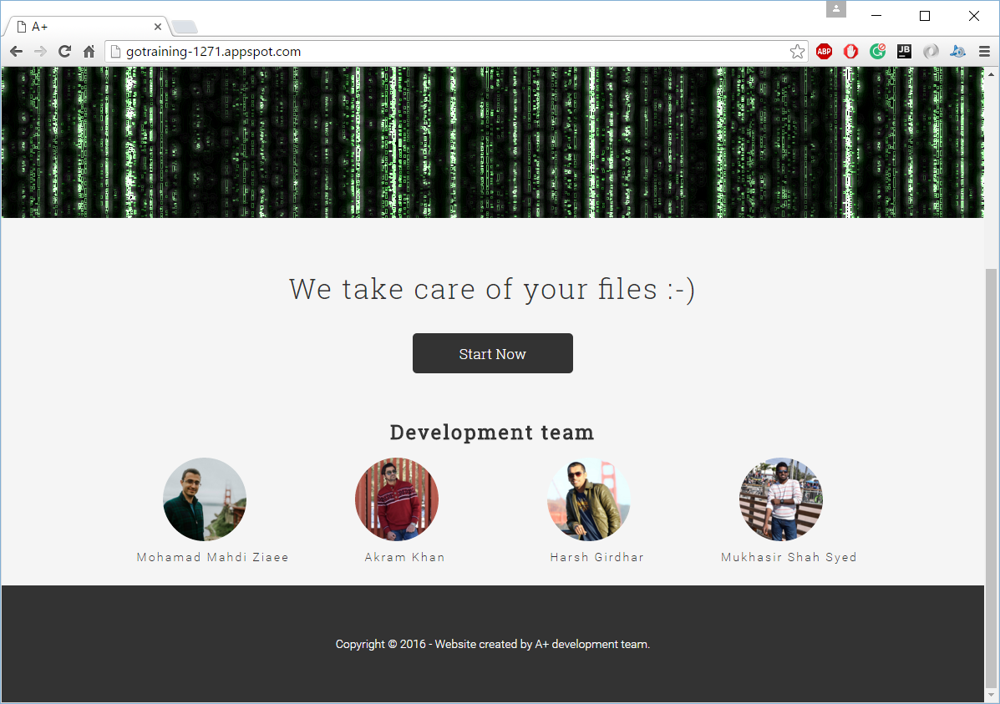 A+
gotraining-1271.appspot.com
ABP
JB
We take care of your files :-)
Start Now
Development team
Mohamad Mahdi Ziaee
Akram Khan
Harsh Girdhar
Mukhasir Shah Syed
Copyright © 2016 - Website created by A+ development team.